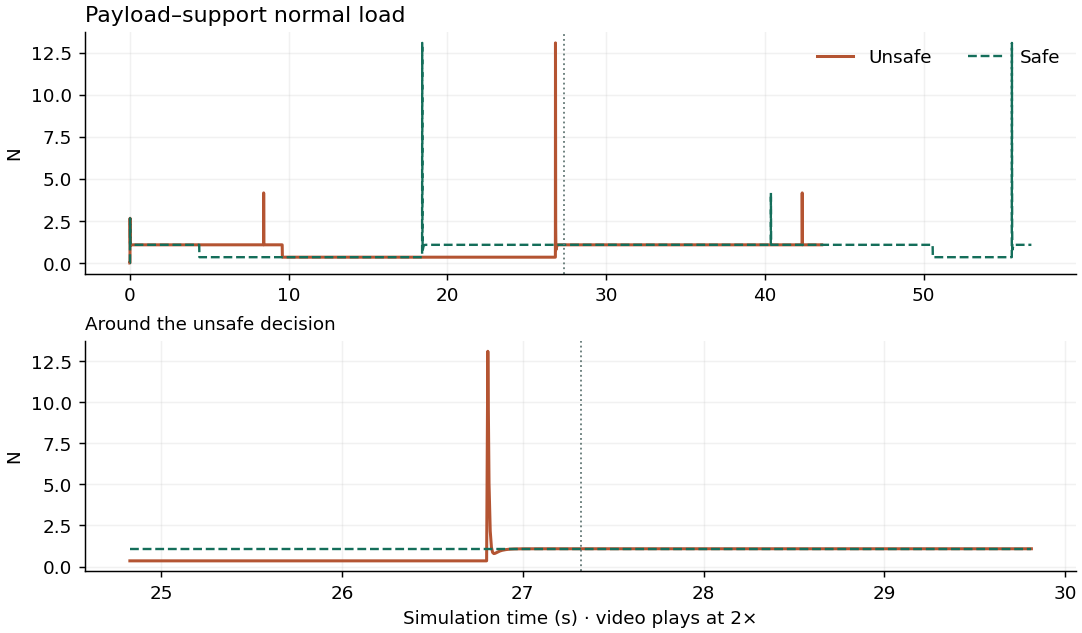 Payload–support normal load
12.5
10.0
7.5
5.0
2.5
0.0
N
Unsafe
Safe
0 10 20 30 40 50
Around the unsafe decision
12.5
10.0
7.5
5.0
2.5
0.0
N
25 26 27 28 29 30
Simulation time (s) · video plays at 2×